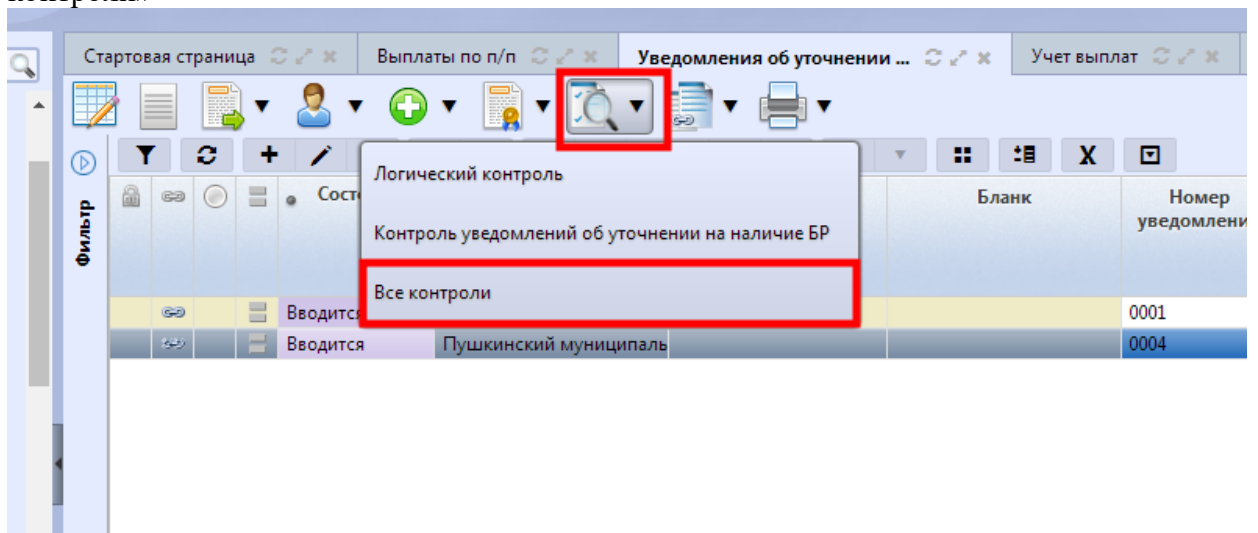 контроли»
Стартовая страница Выплаты по п/п Уведомления об уточнении ... Учет выплат
Фильтр
Логический контроль
Контроль уведомлений об уточнении на наличие БР
Все контроли
Бланк
Номер
Вводится 0001
Вводится Пушкинский муниципаль 0004